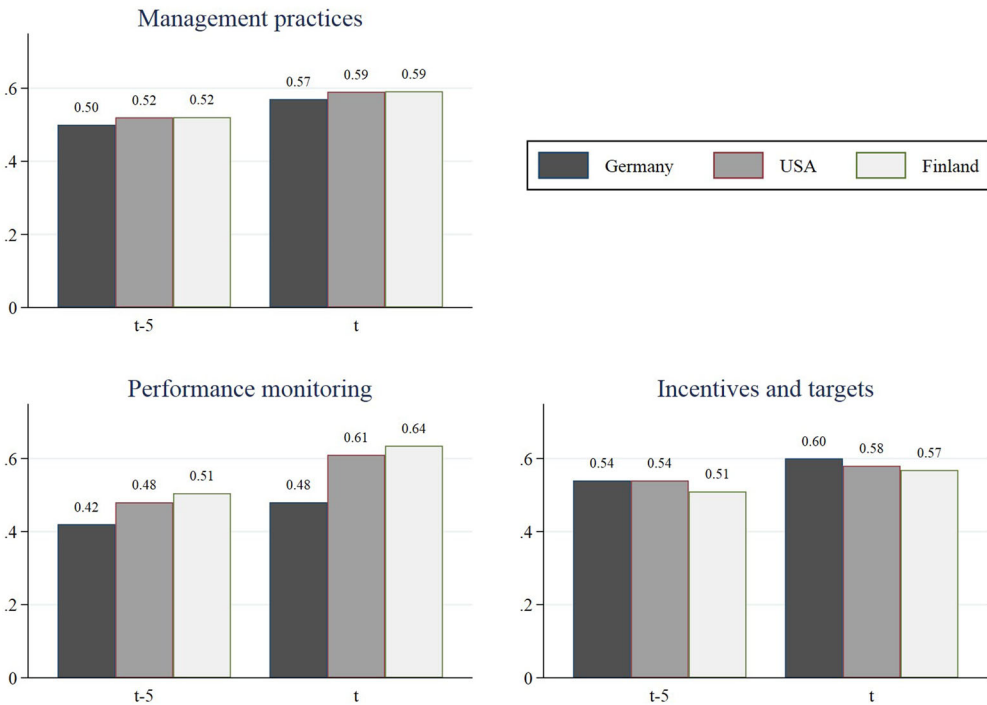 Management practices
.6
.4
.2
0
0.50 0.52 0.52 0.57 0.59 0.59
t-5 t
Germany USA Finland
Performance monitoring
.6
.4
.2
0
0.42 0.48 0.51 0.48 0.61 0.64
t-5 t
Incentives and targets
.6
.4
.2
0
0.54 0.54 0.51 0.60 0.58 0.57
t-5 t